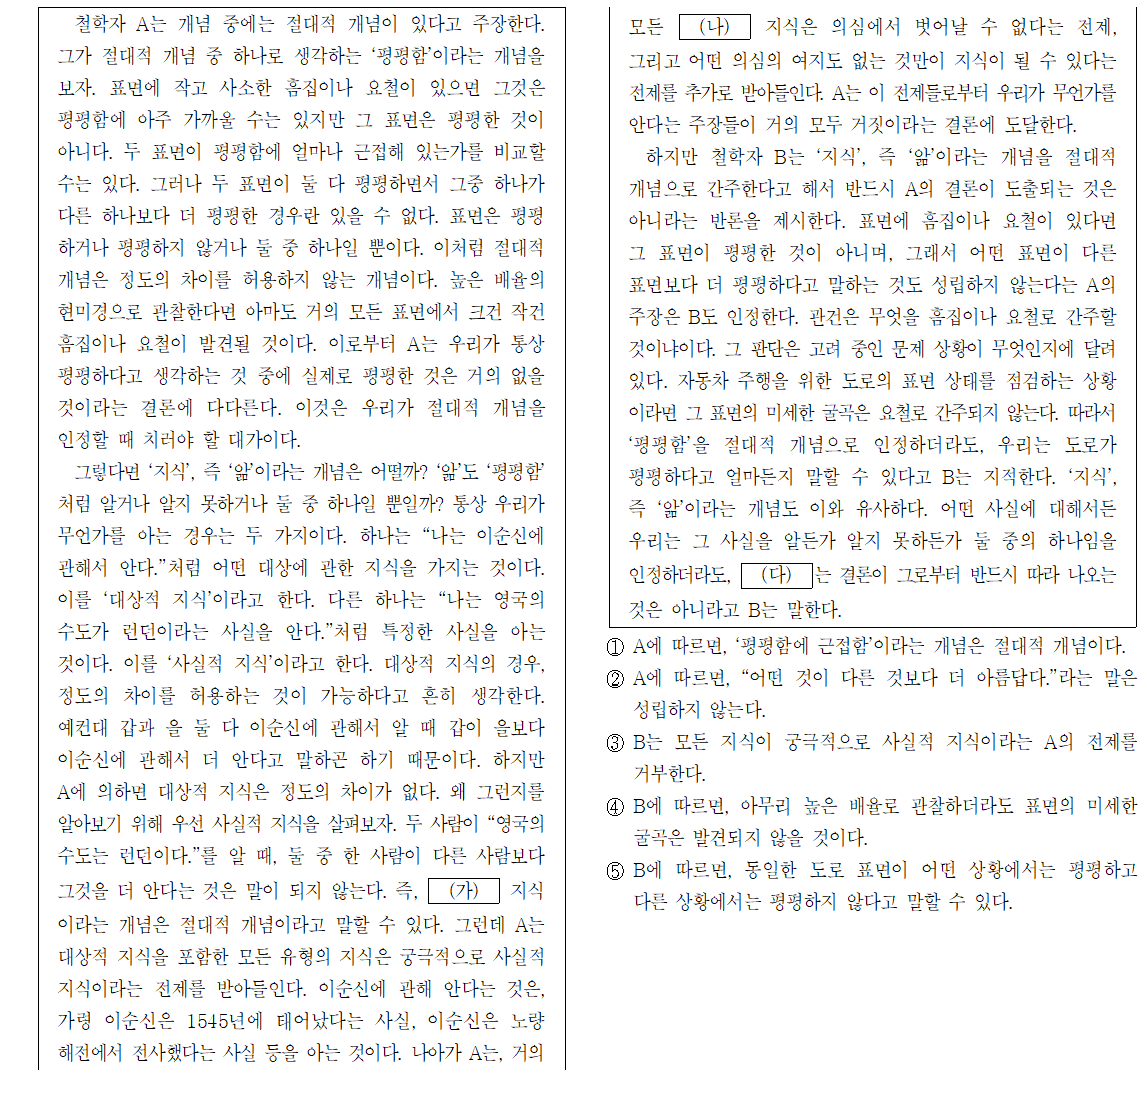 철학자 A는 개념 중에는 절대적 개념이 있다고 주장한다.
그가 절대적 개념 중 하나로 생각하는 ‘평평함’이라는 개념을
보자. 표면에 작고 사소한 흠집이나 요철이 있으면 그것은
평평함에 아주 가까울 수는 있지만 그 표면은 평평한 것이
아니다. 두 표면이 평평함에 얼마나 근접해 있는가를 비교할
수는 있다. 그러나 두 표면이 둘 다 평평하면서 그중 하나가
다른 하나보다 더 평평한 경우란 있을 수 없다. 표면은 평평
하거나 평평하지 않거나 둘 중 하나일 뿐이다. 이처럼 절대적
개념은 정도의 차이를 허용하지 않는 개념이다. 높은 배율의
현미경으로 관찰한다면 아마도 거의 모든 표면에서 크건 작건
흠집이나 요철이 발견될 것이다. 이로부터 A는 우리가 통상
평평하다고 생각하는 것 중에 실제로 평평한 것은 거의 없을
것이라는 결론에 다다른다. 이것은 우리가 절대적 개념을
인정할 때 치러야 할 대가이다.
그렇다면 ‘지식’, 즉 ‘앎’이라는 개념은 어떨까? ‘앎’도 ‘평평함’
처럼 알거나 알지 못하거나 둘 중 하나일 뿐일까? 통상 우리가
무언가를 아는 경우는 두 가지이다. 하나는 “나는 이순신에
관해서 안다.”처럼 어떤 대상에 관한 지식을 가지는 것이다.
이를 ‘대상적 지식’이라고 한다. 다른 하나는 “나는 영국의
수도가 런던이라는 사실을 안다.”처럼 특정한 사실을 아는
것이다. 이를 ‘사실적 지식’이라고 한다. 대상적 지식의 경우,
정도의 차이를 허용하는 것이 가능하다고 흔히 생각한다.
예컨대 갑과 을 둘 다 이순신에 관해서 알 때 갑이 을보다
이순신에 관해서 더 안다고 말하곤 하기 때문이다. 하지만
A에 의하면 대상적 지식은 정도의 차이가 없다. 왜 그런지를
알아보기 위해 우선 사실적 지식을 살펴보자. 두 사람이 “영국의
수도는 런던이다.”를 알 때, 둘 중 한 사람이 다른 사람보다
그것을 더 안다는 것은 말이 되지 않는다. 즉, (가) 지식
이라는 개념은 절대적 개념이라고 말할 수 있다. 그런데 A는
대상적 지식을 포함한 모든 유형의 지식은 궁극적으로 사실적
지식이라는 전제를 받아들인다. 이순신에 관해 안다는 것은,
가령 이순신은 1545년에 태어났다는 사실, 이순신은 노량
해전에서 전사했다는 사실 등을 아는 것이다. 나아가 A는, 거의
모든 (나) 지식은 의심에서 벗어날 수 없다는 전제,
그리고 어떤 의심의 여지도 없는 것만이 지식이 될 수 있다는
전제를 추가로 받아들인다. A는 이 전제들로부터 우리가 무언가를
안다는 주장들이 거의 모두 거짓이라는 결론에 도달한다.
하지만 철학자 B는 ‘지식’, 즉 ‘앎’이라는 개념을 절대적
개념으로 간주한다고 해서 반드시 A의 결론이 도출되는 것은
아니라는 반론을 제시한다. 표면에 흠집이나 요철이 있다면
그 표면이 평평한 것이 아니며, 그래서 어떤 표면이 다른
표면보다 더 평평하다고 말하는 것도 성립하지 않는다는 A의
주장은 B도 인정한다. 관건은 무엇을 흠집이나 요철로 간주할
것이냐이다. 그 판단은 고려 중인 문제 상황이 무엇인지에 달려
있다. 자동차 주행을 위한 도로의 표면 상태를 점검하는 상황
이라면 그 표면의 미세한 굴곡은 요철로 간주되지 않는다. 따라서
‘평평함’을 절대적 개념으로 인정하더라도, 우리는 도로가
평평하다고 얼마든지 말할 수 있다고 B는 지적한다. ‘지식’,
즉 ‘앎’이라는 개념도 이와 유사하다. 어떤 사실에 대해서든
우리는 그 사실을 알든가 알지 못하든가 둘 중의 하나임을
인정하더라도, (다) 는 결론이 그로부터 반드시 따라 나오는
것은 아니라고 B는 말한다.
① A에 따르면, ‘평평함에 근접함’이라는 개념은 절대적 개념이다.
② A에 따르면, “어떤 것이 다른 것보다 더 아름답다.”라는 말은
성립하지 않는다.
③ B는 모든 지식이 궁극적으로 사실적 지식이라는 A의 전제를
거부한다.
④ B에 따르면, 아무리 높은 배율로 관찰하더라도 표면의 미세한
굴곡은 발견되지 않을 것이다.
⑤ B에 따르면, 동일한 도로 표면이 어떤 상황에서는 평평하고
다른 상황에서는 평평하지 않다고 말할 수 있다.